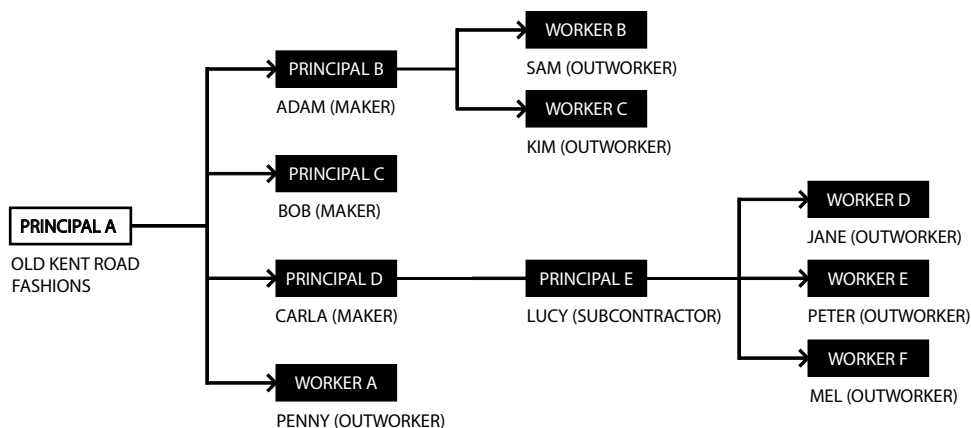 WORKER B
PRINCIPAL B
SAM (OUTWORKER)
ADAM (MAKER)
WORKER C
KIM (OUTWORKER)
PRINCIPAL C
BOB (MAKER)
WORKER D
PRINCIPAL A
JANE (OUTWORKER)
OLD KENT ROAD
FASHIONS
PRINCIPAL D
PRINCIPAL E
WORKER E
CARLA (MAKER)
LUCY (SUBCONTRACTOR)
PETER (OUTWORKER)
WORKER A
WORKER F
PENNY (OUTWORKER)
MEL (OUTWORKER)